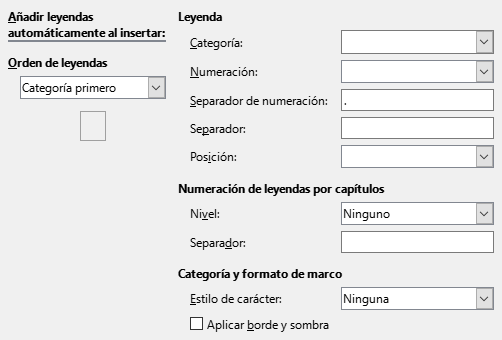 Añadir leyendas
automáticamente al insertar:
Orden de leyendas
Categoría primero
Leyenda
Categoría:
Numeración:
Separador de numeración: .
Separador:
Posición:
Numeración de leyendas por capítulos
Nivel: Ninguno
Separador:
Categoría y formato de marco
Estilo de carácter: Ninguna
Aplicar borde y sombra